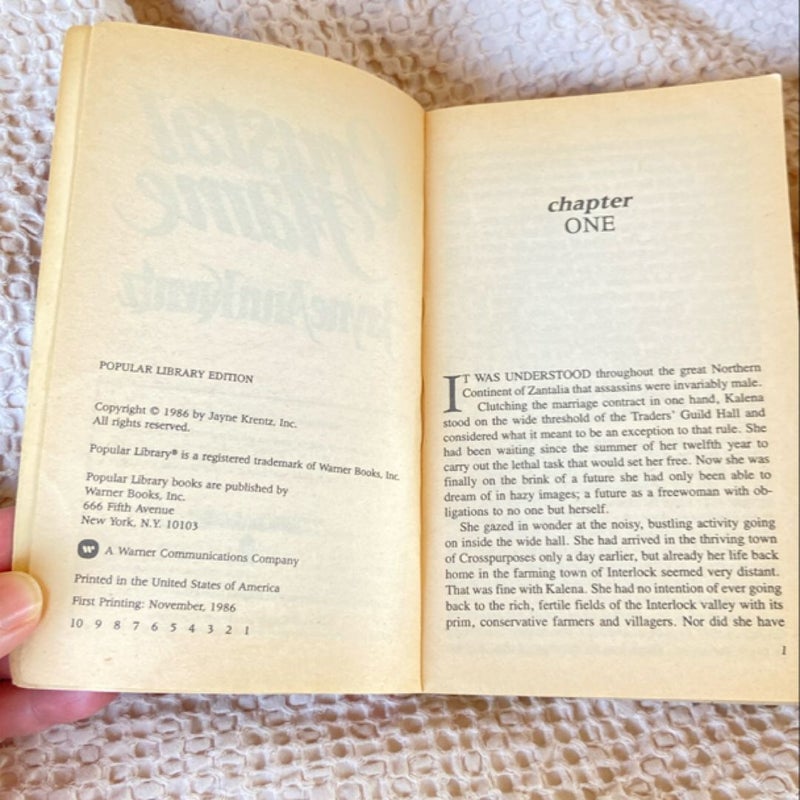 POPULAR LIBRARY EDITION
Copyright © 1986 by Jayne Krentz, Inc.
All rights reserved.
Popular Library® is a registered trademark of Warner Books, Inc.
Popular Library books are published by
Warner Books, Inc.
666 Fifth Avenue
New York, N.Y. 10103
W A Warner Communications Company
Printed in the United States of America
First Printing: November, 1986
10 9 8 7 6 5 4 3 2 1
chapter
ONE
IT WAS UNDERSTOOD throughout the great Northern
Continent of Zantalia that assassins were invariably male.
Clutching the marriage contract in one hand, Kalena
stood on the wide threshold of the Traders' Guild Hall and
considered what it meant to be an exception to that rule. She
had been waiting since the summer of her twelfth year to
carry out the lethal task that would set her free. Now she was
finally on the brink of a future she had only been able to
dream of in hazy images; a future as a freewoman with ob-
ligations to no one but herself.
She gazed in wonder at the noisy, bustling activity going
on inside the wide hall. She had arrived in the thriving town
of Crosspurposes only a day earlier, but already her life back
home in the farming town of Interlock seemed very distant.
That was fine with Kalena. She had no intention of ever going
back to the rich, fertile fields of the Interlock valley with its
prim, conservative farmers and villagers. Nor did she have
1
Crystal
Flame
Jayne Ann Krentz